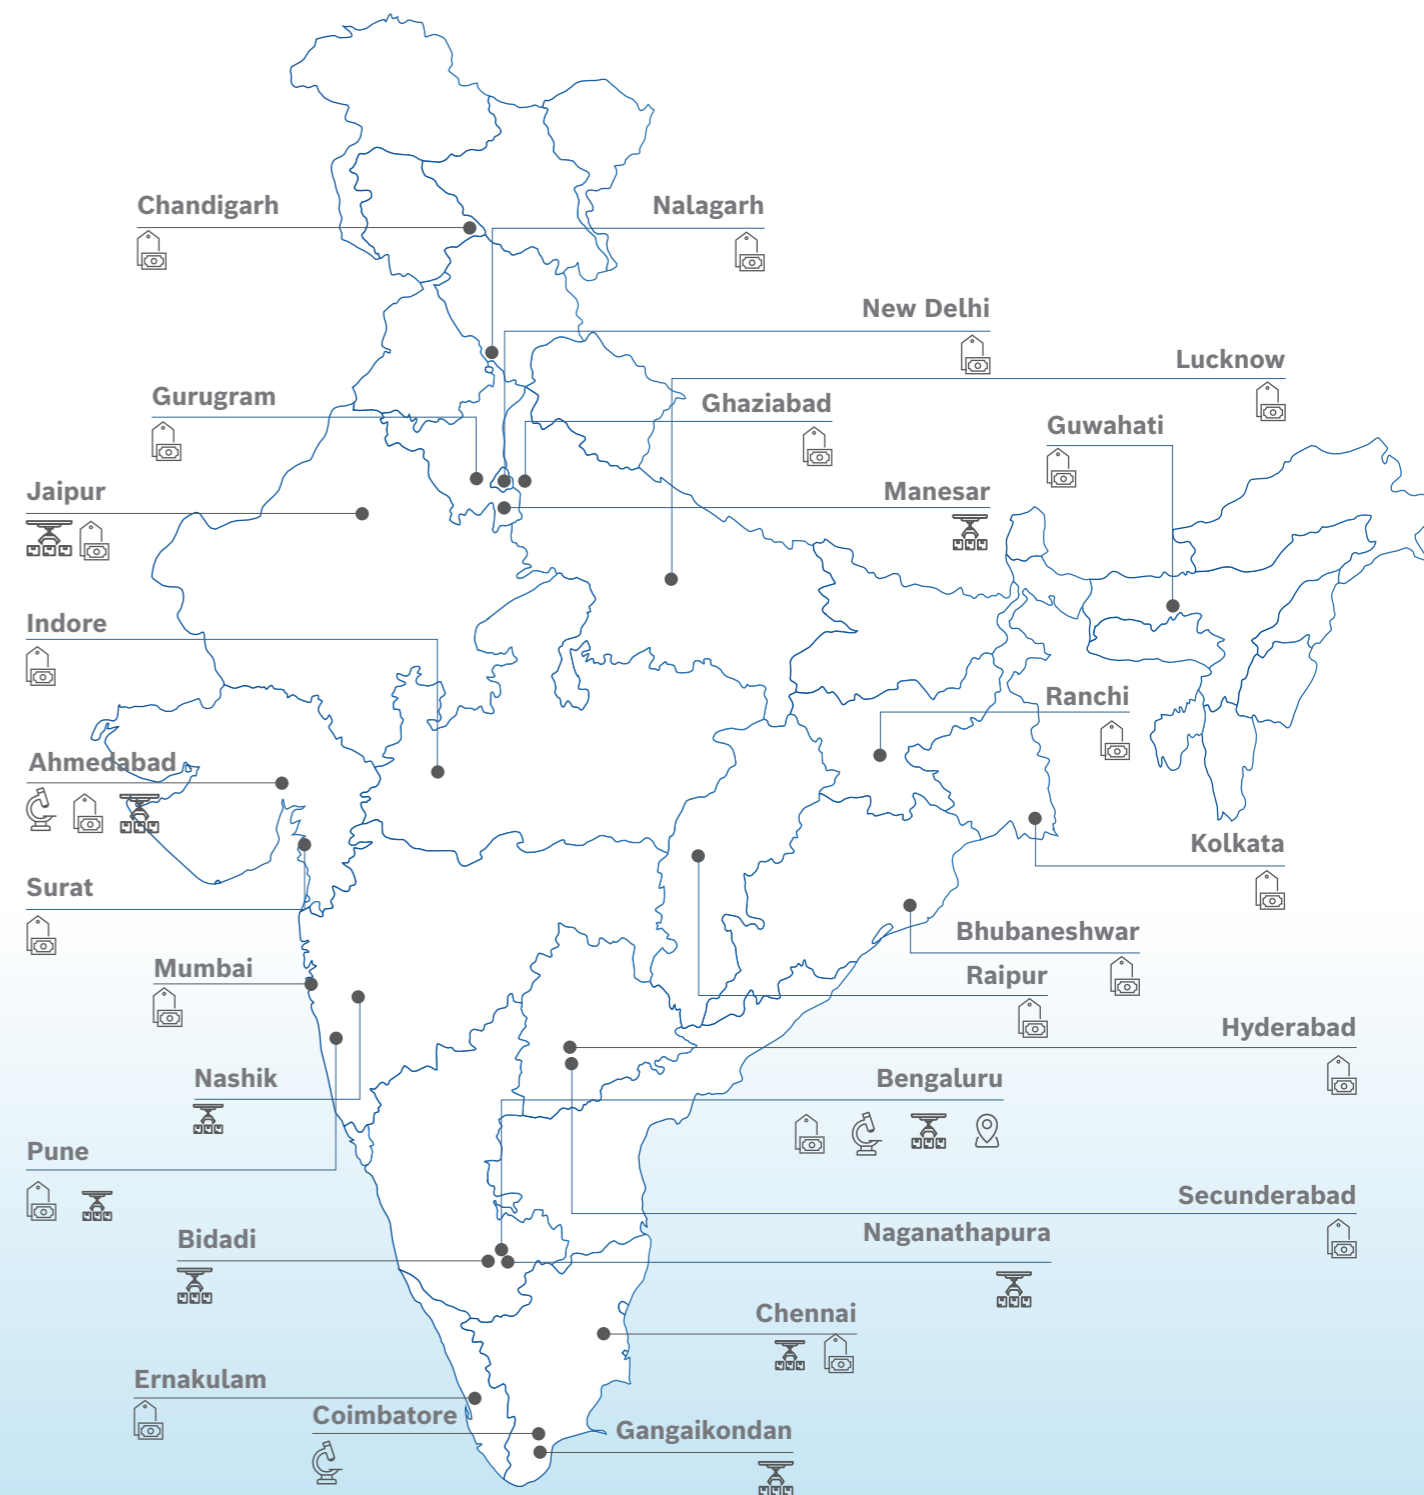 Chandigarh
Nalagarh
New Delhi
Lucknow
Gurugram
Ghaziabad
Guwahati
Jaipur
Manesar
Indore
Ranchi
Ahmedabad
Kolkata
Surat
Bhubaneshwar
Mumbai
Raipur
Hyderabad
Nashik
Bengaluru
Pune
Secunderabad
Bidadi
Naganathapura
Chennai
Ernakulam
Coimbatore
Gangaikondan